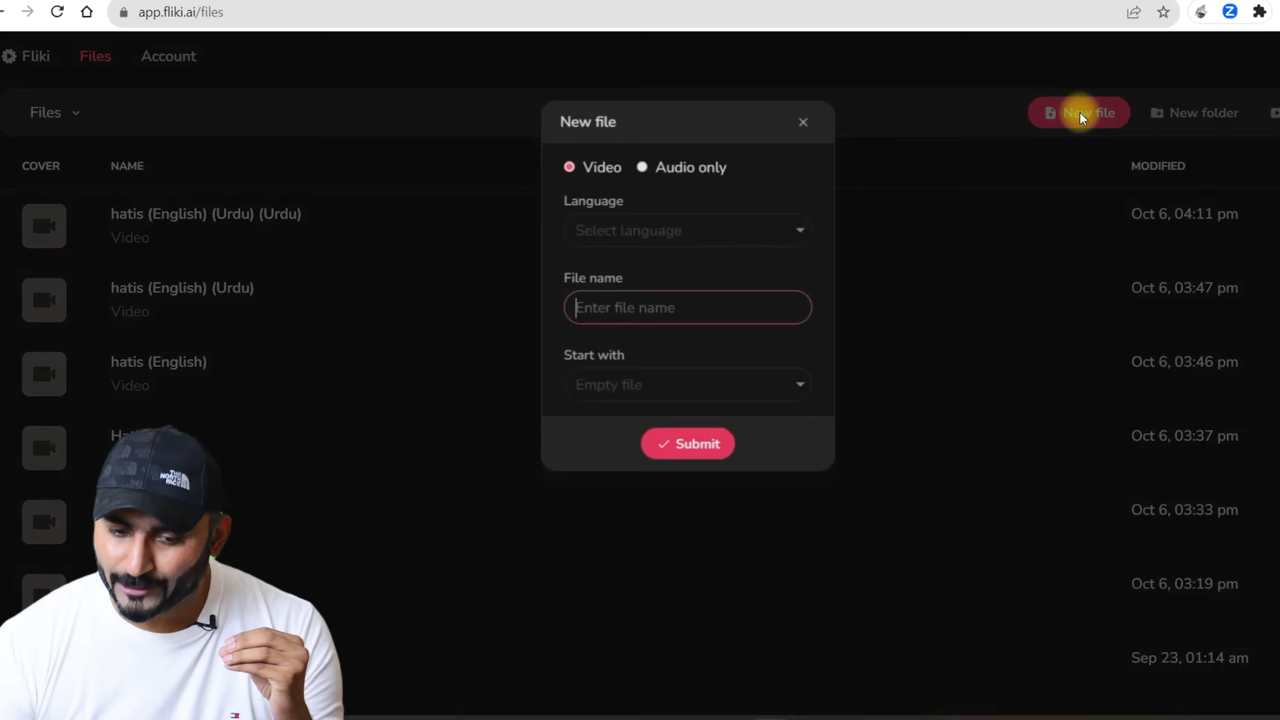 app.fliki.ai/files
Fliki Files Account
Files
New file New folder
COVER NAME MODIFIED
hatis (English) (Urdu) (Urdu)
Video
Oct 6, 04:11 pm
hatis (English) (Urdu)
Video
Oct 6, 03:47 pm
hatis (English)
Video
Oct 6, 03:46 pm
Oct 6, 03:37 pm
Oct 6, 03:33 pm
Oct 6, 03:19 pm
Sep 23, 01:14 am
New file
Video Audio only
Language
Select language
File name
Enter file name
Start with
Empty file
Submit
THE
NORTH
FACE